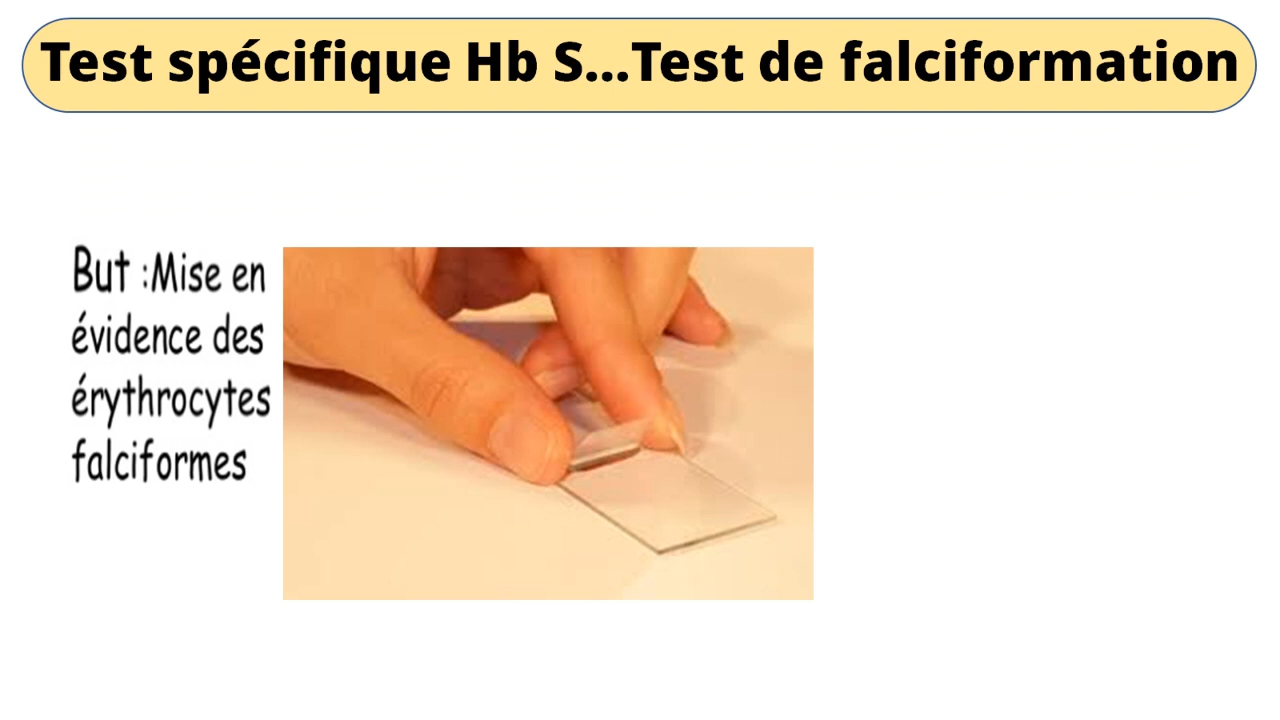 Test spécifique Hb S...Test de falciformation
But :Mise en
évidence des
érythrocytes
falciformes